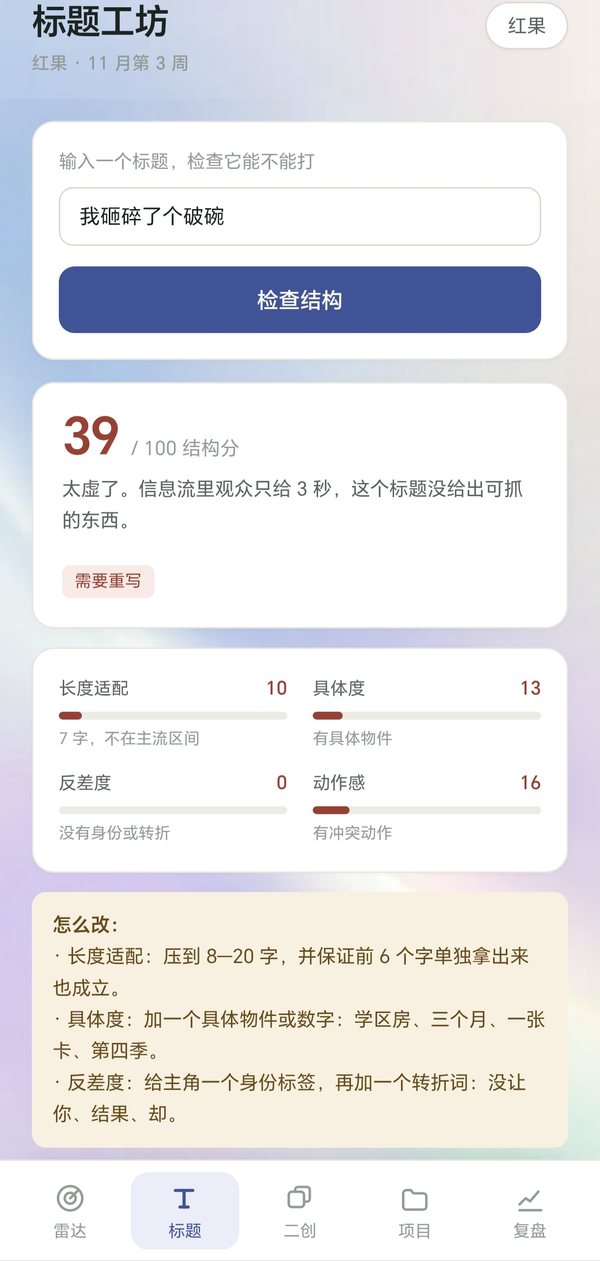 标题工坊
红果
红果 · 11 月第 3 周
输入一个标题，检查它能不能打
我砸碎了个破碗
检查结构
39 / 100 结构分
太虚了。信息流里观众只给 3 秒，这个标题没给出可抓
的东西。
需要重写
长度适配 10
7 字，不在主流区间
具体度 13
有具体物件
反差度 0
没有身份或转折
动作感 16
有冲突动作
怎么改：
· 长度适配：压到 8—20 字，并保证前 6 个字单独拿出来
也成立。
· 具体度：加一个具体物件或数字：学区房、三个月、一张
卡、第四季。
· 反差度：给主角一个身份标签，再加一个转折词：没让
你、结果、却。
雷达
标题
二创
项目
复盘